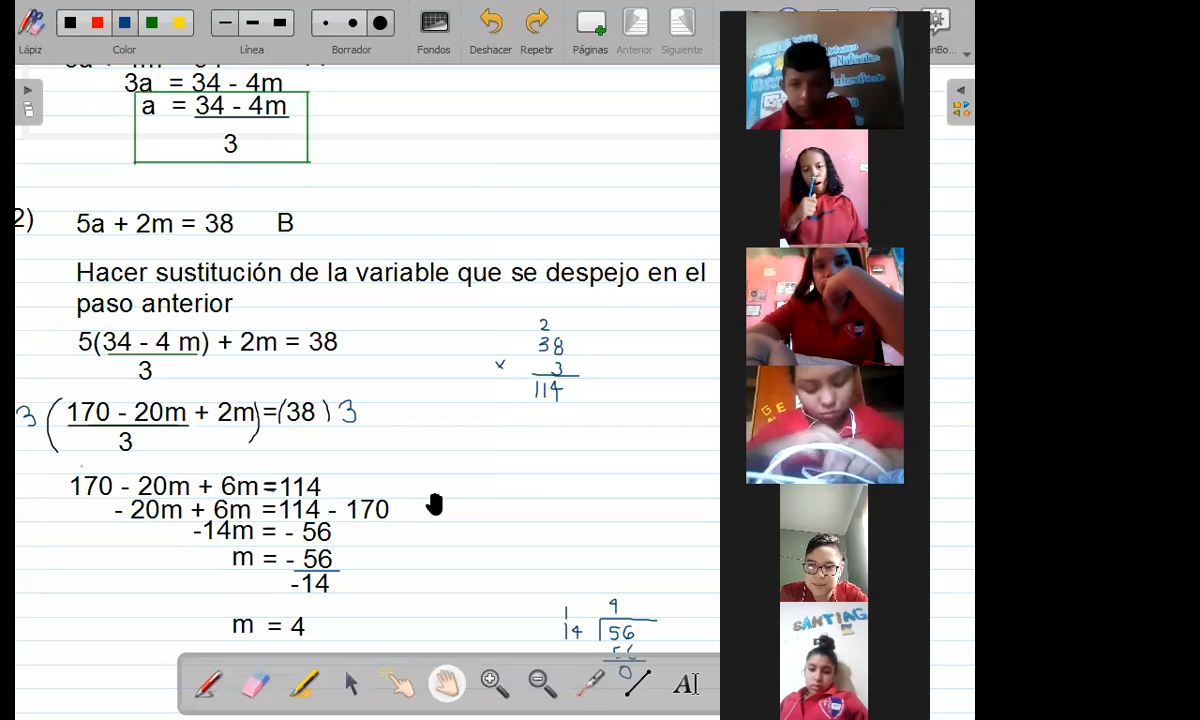 Lápiz
Color
Línea
Borrador
Fondos
Deshacer
Repetir
Páginas
Anterior
Siguiente
3a = 34 - 4m
a = 34 - 4m
3
2) 5a + 2m = 38 B
Hacer sustitución de la variable que se despejo en el
paso anterior
5(34 - 4 m) + 2m = 38
3
2
38
x 3
114
3 ( 170 - 20m + 2m ) = (38) 3
3
170 - 20m + 6m = 114
- 20m + 6m = 114 - 170
-14m = - 56
m = - 56
-14
m = 4
1 4
14 56
56
0
GE
SANTIAG